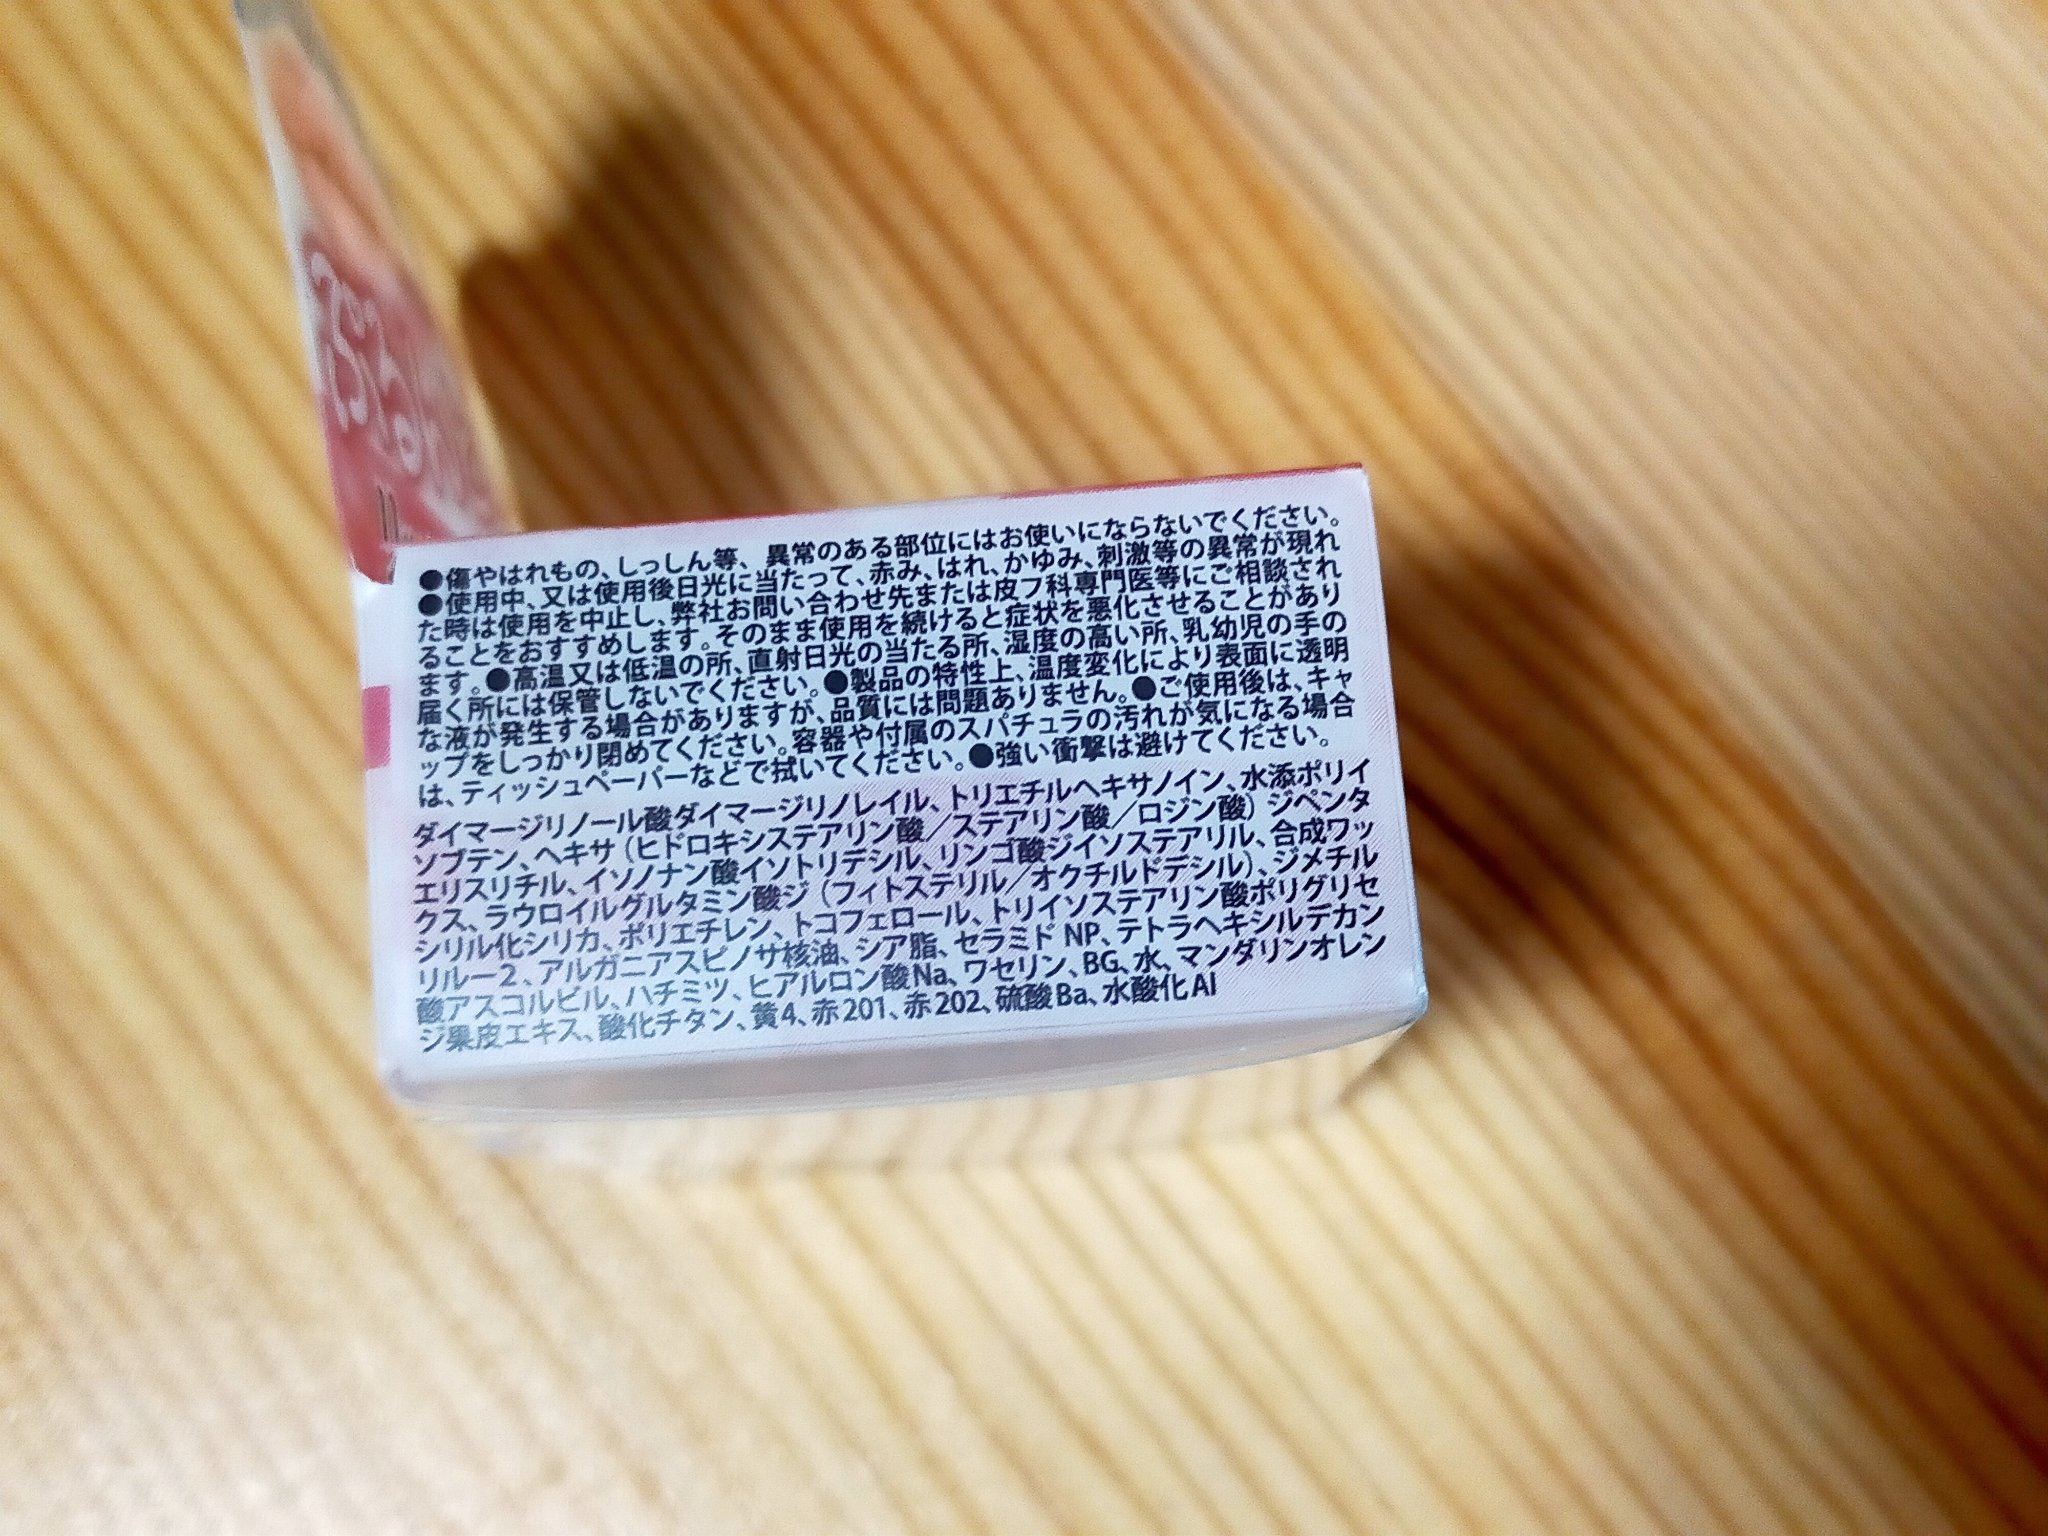 ぷるん
●傷やはれもの、しっしん等、異常のある部位にはお使いにならないでください。
●使用中、又は使用後日光に当たって、赤み、はれ、かゆみ、刺激等の異常が現れ
た時は使用を中止し、弊社お問い合わせ先または皮フ科専門医等にご相談され
ることをおすすめします。そのまま使用を続けると症状を悪化させることがあり
ます。●高温又は低温の所、直射日光の当たる所、湿度の高い所、乳幼児の手の
届く所には保管しないでください。●製品の特性上、温度変化により表面に透明
な液が発生する場合がありますが、品質には問題ありません。●ご使用後は、キャ
ップをしっかり閉めてください。容器や付属のスパチュラの汚れが気になる場合
は、ティッシュペーパーなどで拭いてください。●強い衝撃は避けてください。
ダイマージリノール酸ダイマージリノレイル、トリエチルヘキサノイン、水添ポリイ
ソブテン、ヘキサ（ヒドロキシステアリン酸／ステアリン酸／ロジン酸）ジペンタ
エリスリチル、イソノナン酸イソトリデシル、リンゴ酸ジイソステアリル、合成ワッ
クス、ラウロイルグルタミン酸ジ（フィトステリル／オクチルドデシル）、ジメチル
シリル化シリカ、ポリエチレン、トコフェロール、トリイソステアリン酸ポリグリセ
リルー2、アルガニアスピノサ核油、シア脂、セラミドNP、テトラヘキシルデカン
酸アスコルビル、ハチミツ、ヒアルロン酸Na、ワセリン、BG、水、マンダリンオレン
ジ果皮エキス、酸化チタン、黄4、赤201、赤202、硫酸Ba、水酸化Al